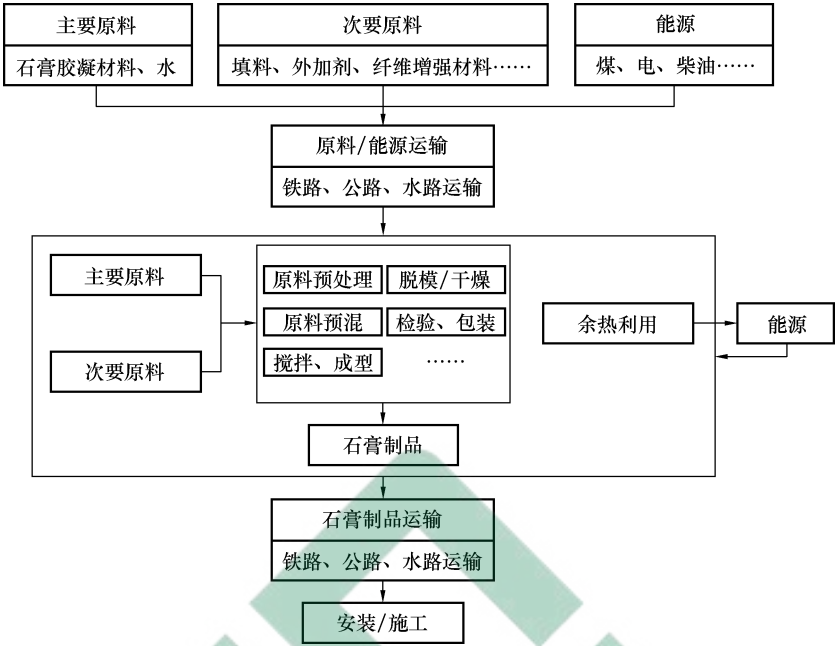 主要原料
石膏胶凝材料、水
次要原料
填料、外加剂、纤维增强材料……
能源
煤、电、柴油……
原料/能源运输
铁路、公路、水路运输
主要原料
次要原料
原料预处理
脱模/干燥
原料预混
检验、包装
搅拌、成型
……
余热利用
能源
石膏制品
石膏制品运输
铁路、公路、水路运输
安装/施工